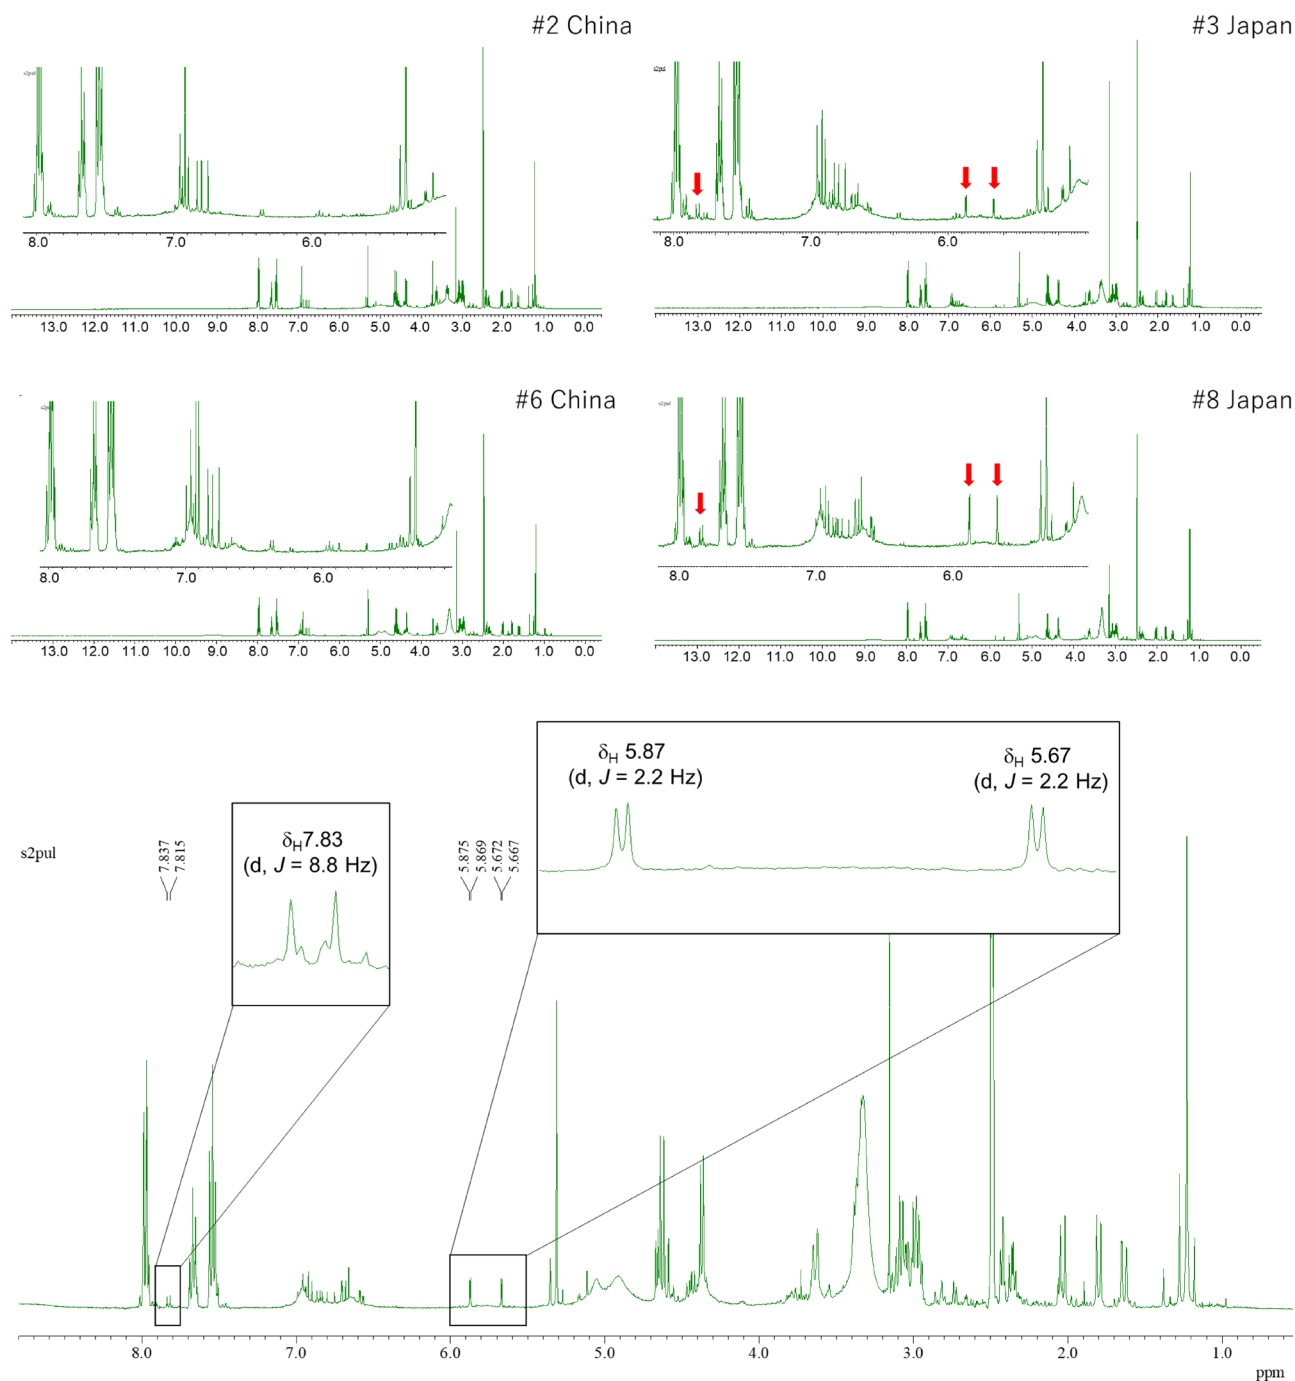 #2 China
s2pul
8.0 7.0 6.0
13.0 12.0 11.0 10.0 9.0 8.0 7.0 6.0 5.0 4.0 3.0 2.0 1.0 0.0
#3 Japan
s2pul
8.0 7.0 6.0
13.0 12.0 11.0 10.0 9.0 8.0 7.0 6.0 5.0 4.0 3.0 2.0 1.0 0.0
#6 China
s2pul
8.0 7.0 6.0
13.0 12.0 11.0 10.0 9.0 8.0 7.0 6.0 5.0 4.0 3.0 2.0 1.0 0.0
#8 Japan
s2pul
8.0 7.0 6.0
13.0 12.0 11.0 10.0 9.0 8.0 7.0 6.0 5.0 4.0 3.0 2.0 1.0 0.0
δH 5.87
(d, J = 2.2 Hz)
δH 5.67
(d, J = 2.2 Hz)
δH7.83
(d, J = 8.8 Hz)
s2pul
7.837
7.815
5.875
5.869
5.672
5.667
8.0 7.0 6.0 5.0 4.0 3.0 2.0 1.0
ppm